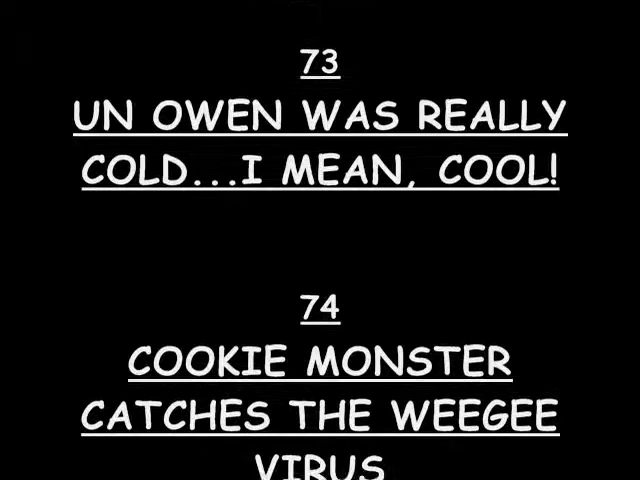 73
UN OWEN WAS REALLY
COLD...I MEAN, COOL!
74
COOKIE MONSTER
CATCHES THE WEEGEE
VIRUS